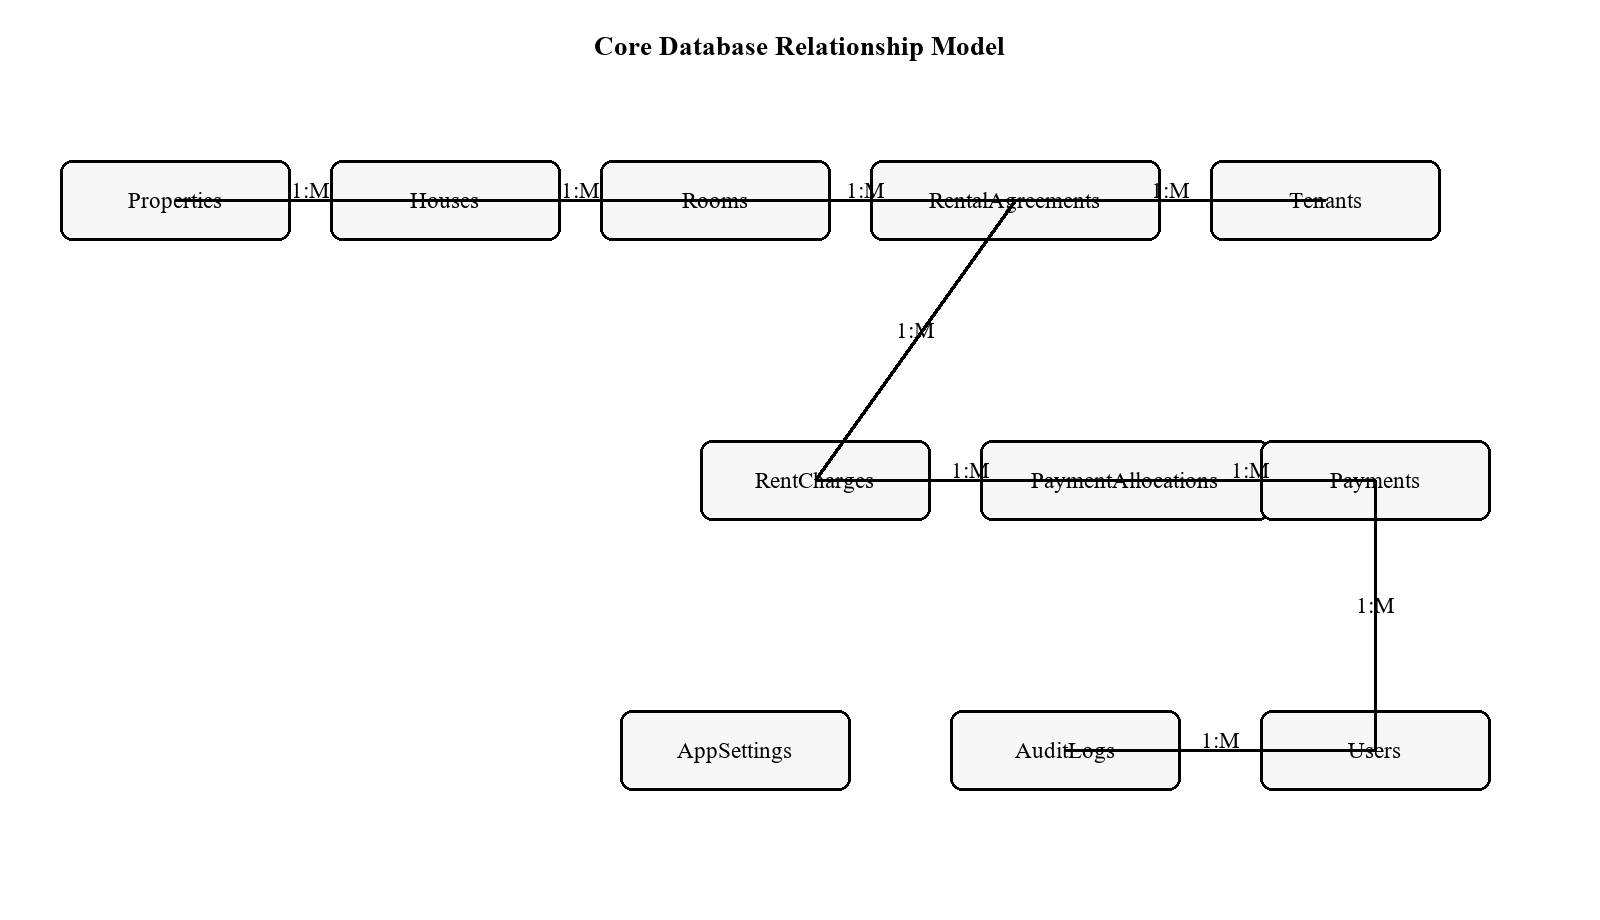 Core Database Relationship Model
Properties 1:M Houses 1:M Rooms 1:M RentalAgreements 1:M Tenants
1:M
RentCharges 1:M PaymentAllocations 1:M Payments
1:M
AppSettings AuditLogs 1:M Users